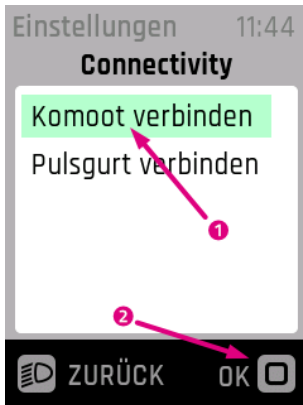 Einstellungen 11:44
Connectivity
Komoot verbinden
Pulsgurt verbinden
1
2
ZURÜCK OK